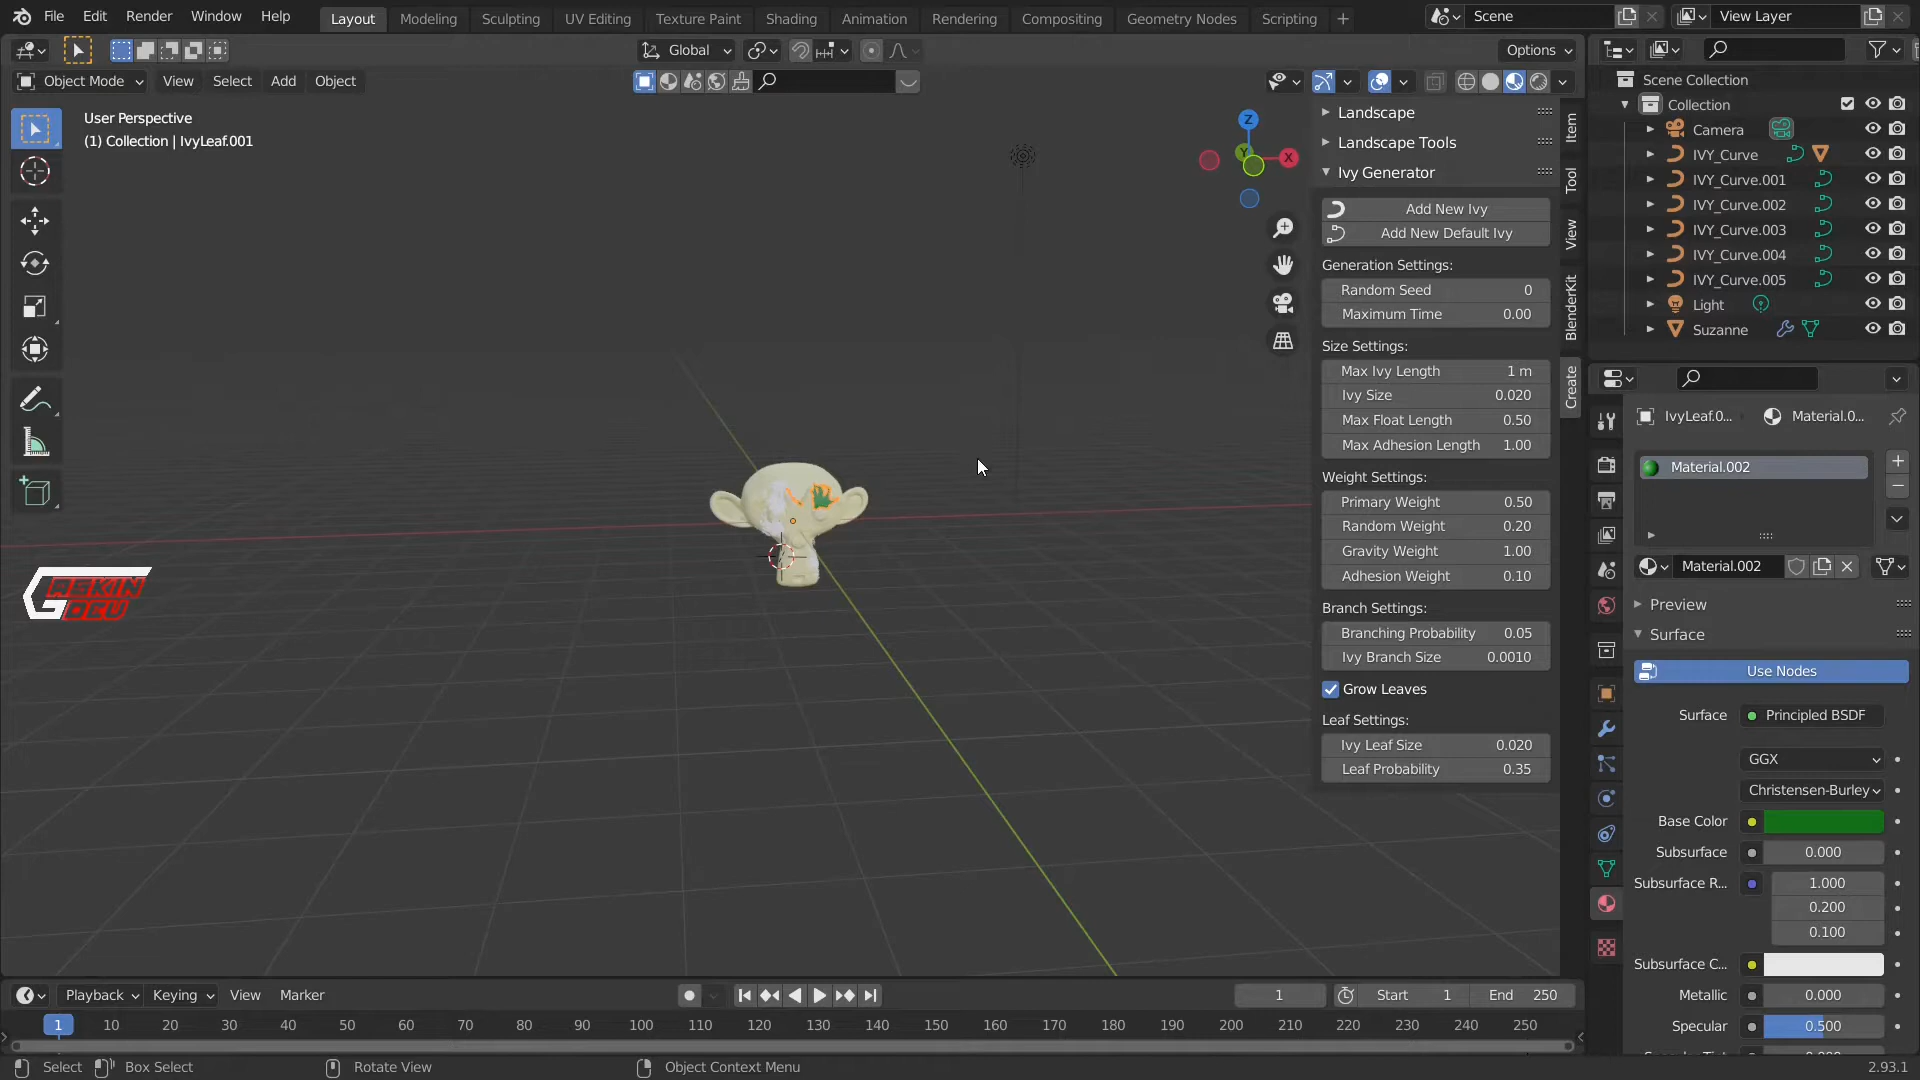 File Edit Render Window Help Layout Modeling Sculpting UV Editing Texture Paint Shading Animation Rendering Compositing Geometry Nodes Scripting + Scene View Layer
Global Options
Object Mode View Select Add Object
User Perspective
(1) Collection | IvyLeaf.001
Z
Y
X
GASKIN
GOCU
Landscape
Landscape Tools
Ivy Generator
Add New Ivy
Add New Default Ivy
Generation Settings:
Random Seed 0
Maximum Time 0.00
Size Settings:
Max Ivy Length 1 m
Ivy Size 0.020
Max Float Length 0.50
Max Adhesion Length 1.00
Weight Settings:
Primary Weight 0.50
Random Weight 0.20
Gravity Weight 1.00
Adhesion Weight 0.10
Branch Settings:
Branching Probability 0.05
Ivy Branch Size 0.0010
Grow Leaves
Leaf Settings:
Ivy Leaf Size 0.020
Leaf Probability 0.35
Item
Tool
View
BlenderKit
Create
Scene Collection
Collection
Camera
IVY_Curve
IVY_Curve.001
IVY_Curve.002
IVY_Curve.003
IVY_Curve.004
IVY_Curve.005
Light
Suzanne
IvyLeaf.0... Material.0...
Material.002
Material.002
Preview
Surface
Use Nodes
Surface Principled BSDF
GGX
Christensen-Burley
Base Color
Subsurface 0.000
Subsurface R... 1.000
0.200
0.100
Subsurface C...
Metallic 0.000
Specular 0.500
Playback Keying View Marker 1 Start 1 End 250
1 10 20 30 40 50 60 70 80 90 100 110 120 130 140 150 160 170 180 190 200 210 220 230 240 250
Select Box Select Rotate View Object Context Menu 2.93.1